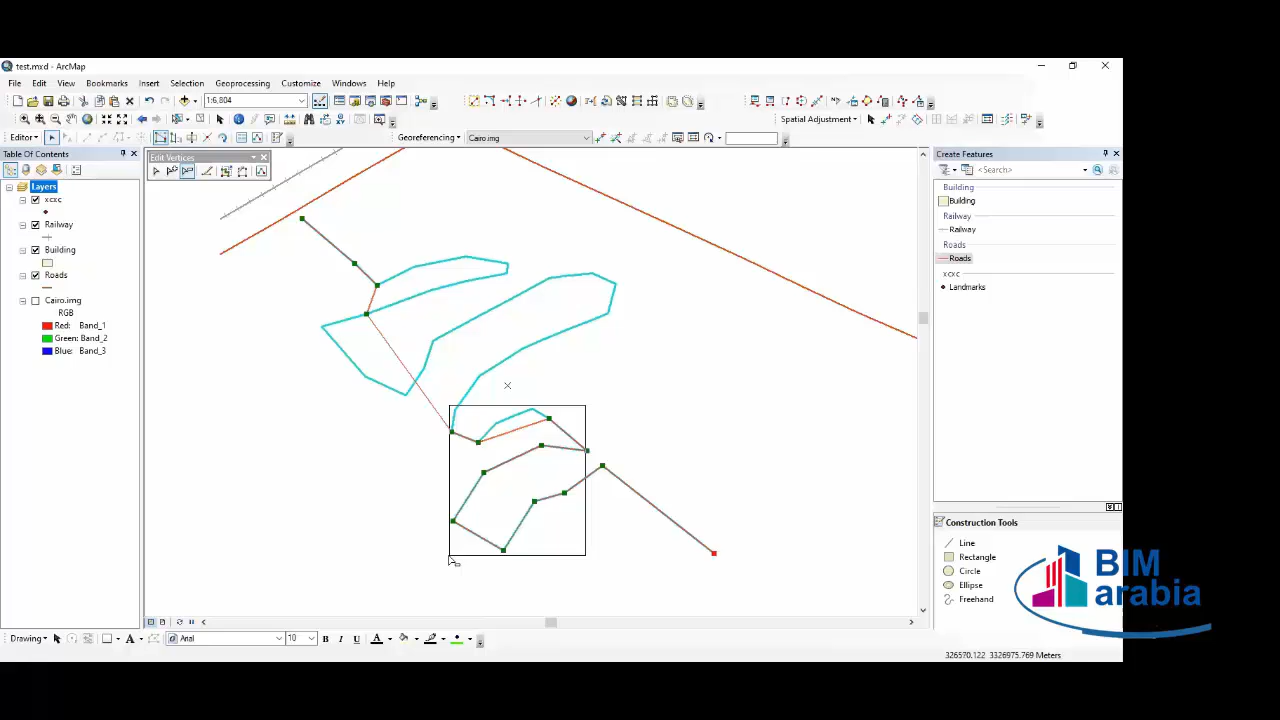 test.mxd - ArcMap
File Edit View Bookmarks Insert Selection Geoprocessing Customize Windows Help
1:6,804
Spatial Adjustment
Editor Georeferencing Cairo.img
Table Of Contents
Edit Vertices
Create Features
<Search>
Layers
xcxc
Railway
Building
Roads
Cairo.img
RGB
Red: Band_1
Green: Band_2
Blue: Band_3
Building
Building
Railway
Railway
Roads
Roads
xcxc
Landmarks
Construction Tools
Line
Rectangle
Circle
Ellipse
Freehand
BIM
arabia
Drawing A Arial 10 B I U A
326570.122 3326975.769 Meters